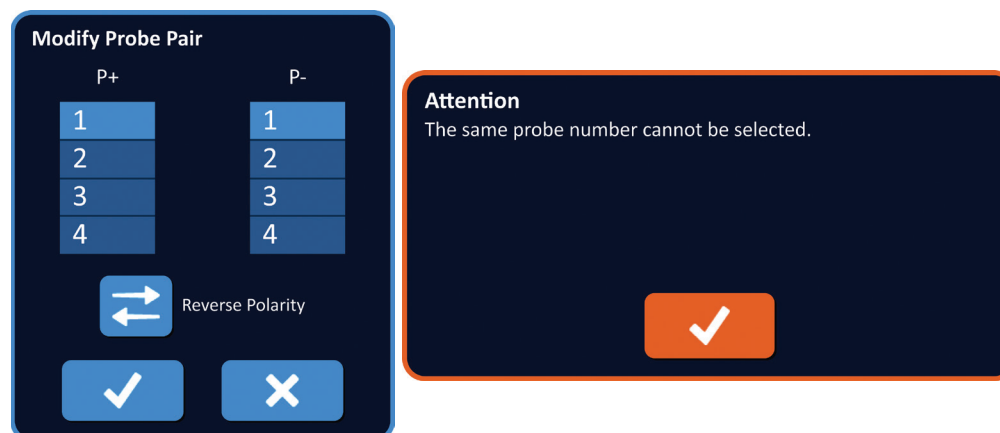 Modify Probe Pair
P+ P-
1 1
2 2
3 3
4 4
Reverse Polarity
Attention
The same probe number cannot be selected.